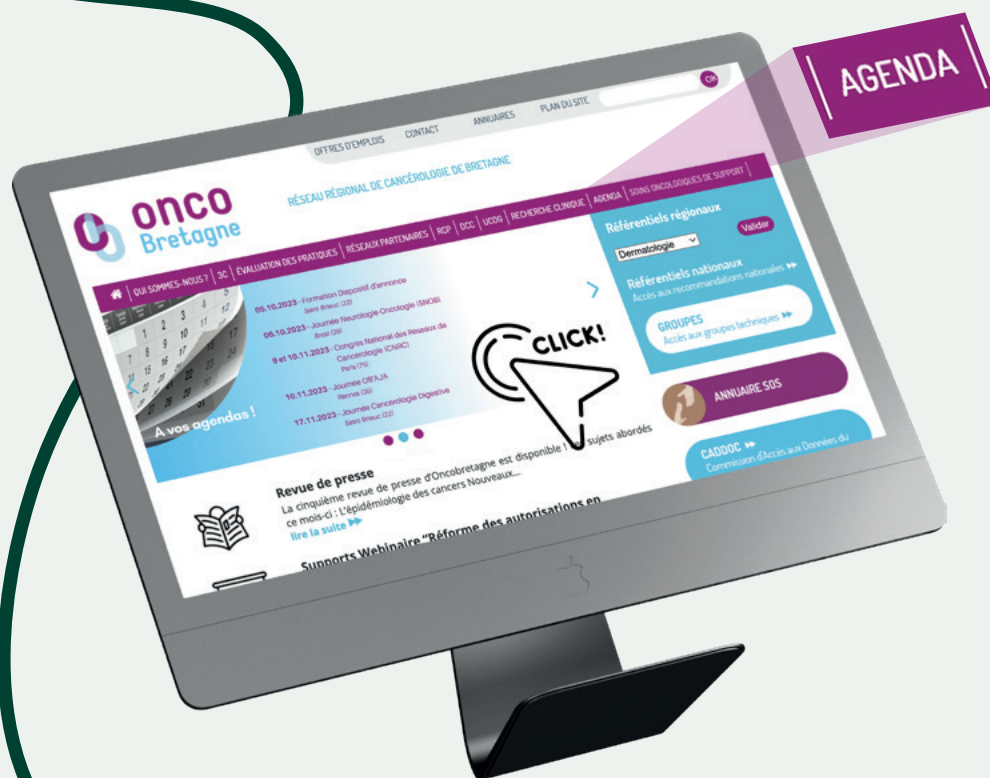 AGENDA
OK
OFFRES D'EMPLOIS CONTACT ANNUAIRES PLAN DU SITE
onco
Bretagne
RÉSEAU RÉGIONAL DE CANCÉROLOGIE DE BRETAGNE
QUI SOMMES-NOUS ? | 3C | ÉVALUATION DES PRATIQUES | RÉSEAUX PARTENAIRES | RCP | DCC | UCOG | RECHERCHE CLINIQUE | AGENDA | SOINS ONCOLOGIQUES DE SUPPORT
05.10.2023 - Formation Dispositif d'annonce
Saint Brieuc (22)
06.10.2023 - Journée Neurologie-Oncologie (SNOB)
Brest (29)
9 et 10.11.2023 - Congrès National des Réseaux de
Cancérologie (CNRC)
Paris (75)
10.11.2023 - Journée OB'AJA
Rennes (35)
17.11.2023 - Journée Cancérologie Digestive
Saint Brieuc (22)
A vos agendas !
CLICK!
Référentiels régionaux
Dermatologie
Valider
Référentiels nationaux
Accès aux recommandations nationales
GROUPES
Accès aux groupes techniques
ANNUAIRE SOS
CADDOC
Commission d'Accès aux Données du
Revue de presse
La cinquième revue de presse d'Oncobretagne est disponible ! sujets abordés
ce mois-ci : L'épidémiologie des cancers Nouveaux...
lire la suite
Supports Webinaire "Réforme des autorisations en